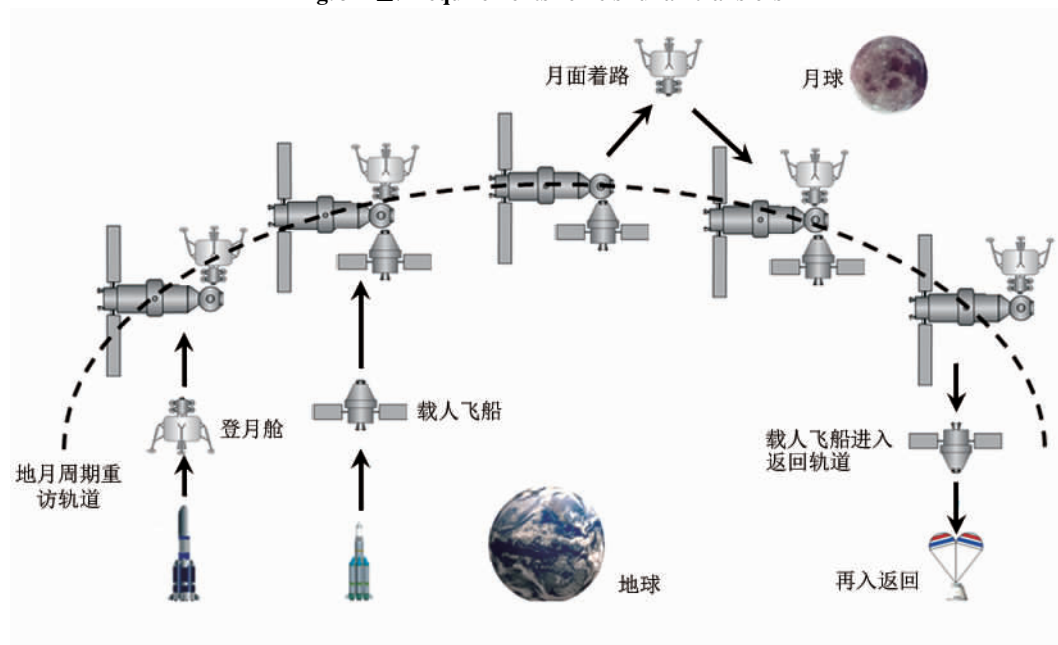 月面着路
月球
登月舱
载人飞船
地月周期重
访轨道
载人飞船进入
返回轨道
地球
再入返回